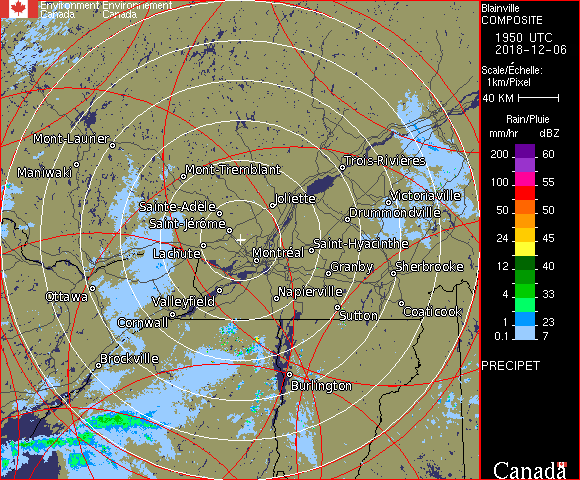 Environment Environnement
Canada Canada
Blainville
COMPOSITE
1950 UTC
2018-12-06
Scale/Échelle:
1km/Pixel
40 KM
Rain/Pluie
mm/hr dBZ
200 60
100 55
50 50
24 45
12 40
4 33
1 23
0.1 7
PRECIPET
Mont-Laurier
Maniwaki
Mont-Tremblant
Trois-Rivières
Joliette
Victoriaville
Sainte-Adèle
Drummondville
Saint-Jérôme
Saint-Hyacinthe
Lachute
Montréal
Granby
Sherbrooke
Ottawa
Valleyfield
Napierville
Cornwall
Sutton
Coaticook
Brockville
Burlington
Canada